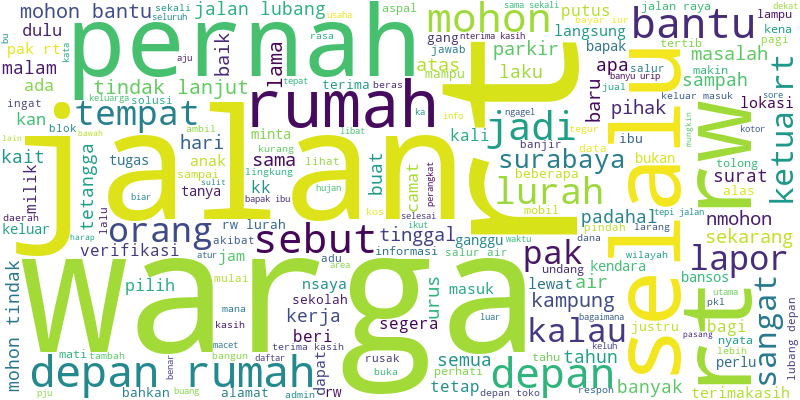 mohon bantu
sekali
seluruh
jalan lubang
pernah
aspal
usaha
rasa
mohon
sama sekali
nterima kasih
putus
bayar iur
bantu
jalan raya
dekat
lampu
bu
dulu
pak rt
kata
aju
baik
lama
gang
jawab
langsung
bapak
tertib
kena
pagi
parkir
atas
malam
ada
tindak lanjut
terima
tepat
mampu
laku
apa
masalah
makin
jual
sampah
ingat
kan
solusi
tempat
keluarga
rumah
beras
banyu urip
baru
pihak
keluar masuk
sore
lokasi
ketua rt
lain
blok
bawah
ambil
minta
ka
info
jadi
kali
ngagel
tegur
selalu
kotor
mungkin
kait
tugas
hari
kurang
libat
sama
banjir
data
ibu
rw
tolong
surat
milik
tetangga
anak
sampai
lihat
lingkung
jalan
rt
surabaya
bukan
alas
kk
tanya
sulit
buat
camat
perangkat
beberapa
lurah
padahal
pindah
larang
tepi jalan
nmohon
sekarang
daerah
lalu
biar
hujan
kos
selesai
mobil
keluar
harap
orang
bapak ibu
ikut
sebut
tinggal
ganggu
waktu
dana
verifikasi
rw lurah
akibat
adu
informasi
salur air
pak
undang
kendara
wilayah
bansos
lapor
atur
jam
mulai
area
pilih
nsaya
urus
masuk
lewat
air
kampung
utama
pkl
sangat
mohon tindak
warga
mana
kasih
sekolah
kerja
beri
segera
luar
kalau
bagaimana
justru
bagi
rt
pasang
nyata
lebih
lubang depan
mati
tambah
macet
bangun
terima kasih
daftar
dapat
rusak
buka
semua
perhati
tahu
tahun
keluh
perlu
depan rumah
benar
pju
bahkan
buang
alamat
admin
rw
tetap
depan
depan toko
respon
banyak
terimakasih